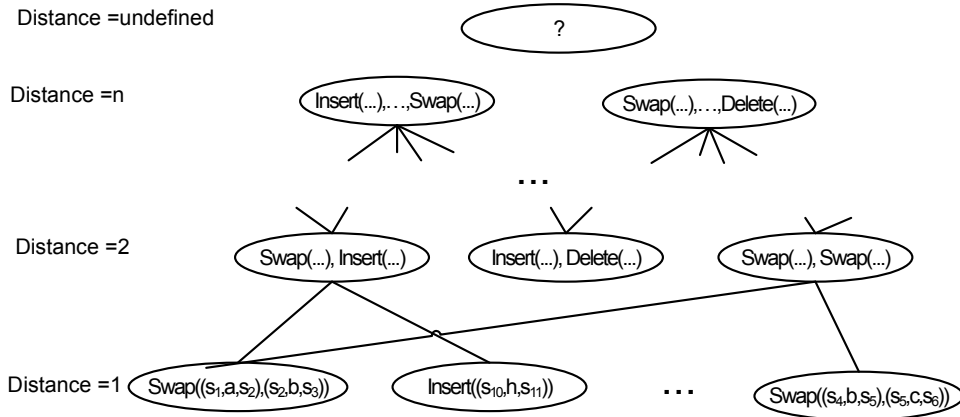 Distance =undefined
?
Distance =n
Insert(...),…,Swap(...)
Swap(...),…,Delete(...)
...
Distance =2
Swap(...), Insert(...)
Insert(...), Delete(...)
Swap(...), Swap(...)
Distance =1
Swap((s₁,a,s₂),(s₂,b,s₃))
Insert((s₁₀,h,s₁₁))
...
Swap((s₄,b,s₅),(s₅,c,s₆))